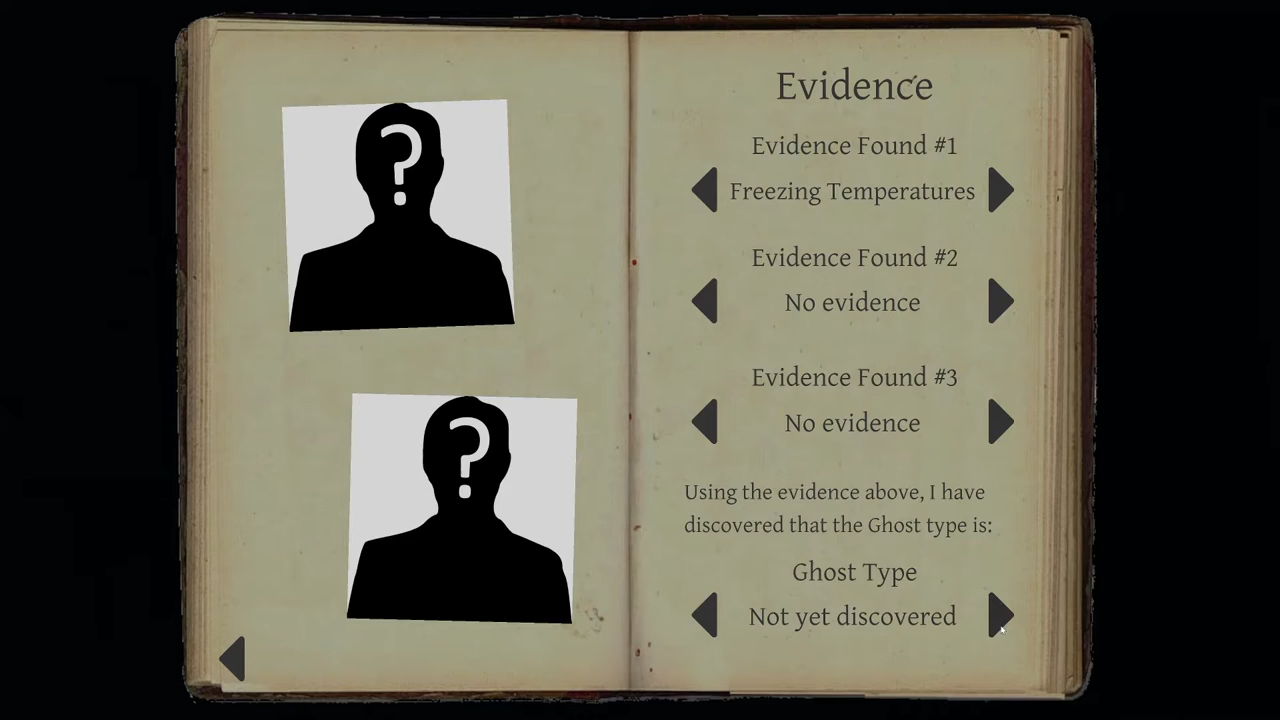 ?
?
Evidence
Evidence Found #1
Freezing Temperatures
Evidence Found #2
No evidence
Evidence Found #3
No evidence
Using the evidence above, I have
discovered that the Ghost type is:
Ghost Type
Not yet discovered